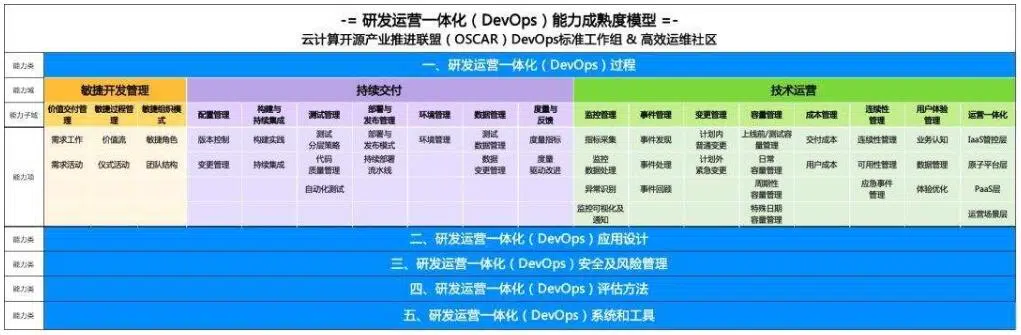 -= 研发运营一体化（DevOps）能力成熟度模型 =-
云计算开源产业推进联盟（OSCAR）DevOps标准工作组 & 高效运维社区
能力类 一、研发运营一体化（DevOps）过程
能力域 敏捷开发管理 持续交付 技术运营
能力子域 价值交付管理 敏捷过程管理 敏捷组织模式 配置管理 构建与持续集成 测试管理 部署与发布管理 环境管理 数据管理 度量与反馈 监控管理 事件管理 变更管理 容量管理 成本管理 连续性管理 用户体验管理 运营一体化
能力项
需求工作 价值流 敏捷角色 版本控制 构建实践 测试分层策略 部署与发布模式 环境管理 测试数据管理 度量指标 指标采集 事件发现 计划内普通变更 上线前/测试容量管理 交付成本 连续性管理 业务认知 IaaS管控层
需求活动 仪式活动 团队结构 变更管理 持续集成 代码质量管理 持续部署流水线 数据变更管理 度量驱动改进 监控数据处理 事件处理 计划外紧急变更 日常容量管理 用户成本 可用性管理 数据管理 原子平台层
自动化测试 异常识别 事件回顾 周期性容量管理 应急事件管理 体验优化 PaaS层
监控可视化及通知 特殊日期容量管理 运营场景层
能力类 二、研发运营一体化（DevOps）应用设计
能力类 三、研发运营一体化（DevOps）安全及风险管理
能力类 四、研发运营一体化（DevOps）评估方法
能力类 五、研发运营一体化（DevOps）系统和工具